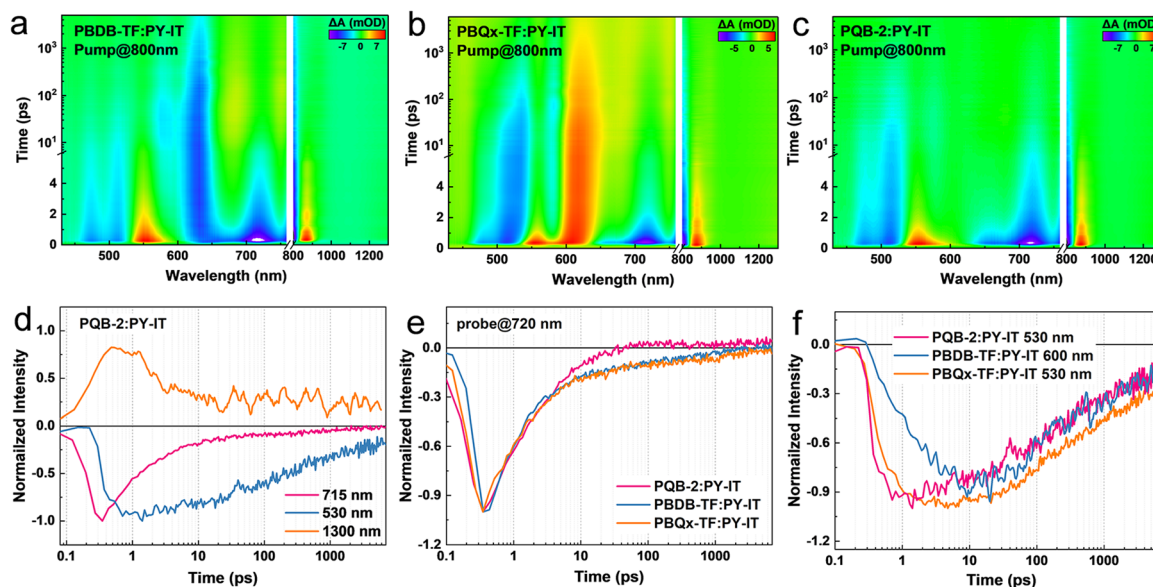 a
PBDB-TF:PY-IT
Pump@800nm
ΔA (mOD)
-7 0 7
10³
10²
10¹
4
2
0
Time (ps)
500 600 700 800 1000 1200
Wavelength (nm)
b
PBQx-TF:PY-IT
Pump@800nm
ΔA (mOD)
-5 0 5
10³
10²
10¹
4
2
0
Time (ps)
500 600 700 800 1000 1200
Wavelength (nm)
c
PQB-2:PY-IT
Pump@800nm
ΔA (mOD)
-7 0 7
10³
10²
10¹
4
2
0
Time (ps)
500 600 700 800 1000 1200
Wavelength (nm)
d
PQB-2:PY-IT
1.0
0.5
0.0
-0.5
-1.0
Normalized Intensity
715 nm
530 nm
1300 nm
0.1 1 10 100 1000
Time (ps)
e
probe@720 nm
0.0
-0.3
-0.6
-0.9
-1.2
Normalized Intensity
PQB-2:PY-IT
PBDB-TF:PY-IT
PBQx-TF:PY-IT
0.1 1 10 100 1000
Time (ps)
f
PQB-2:PY-IT 530 nm
PBDB-TF:PY-IT 600 nm
PBQx-TF:PY-IT 530 nm
0.0
-0.3
-0.6
-0.9
-1.2
Normalized Intensity
0.1 1 10 100 1000
Time (ps)